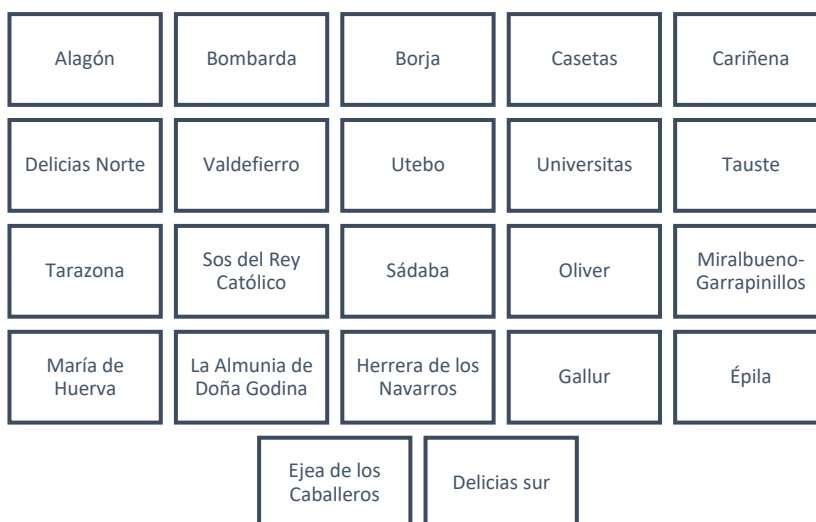 Alagón
Bombarda
Borja
Casetas
Cariñena
Delicias Norte
Valdefierro
Utebo
Universitas
Tauste
Tarazona
Sos del Rey
Católico
Sádaba
Oliver
Miralbueno-
Garrapinillos
María de
Huerva
La Almunia de
Doña Godina
Herrera de los
Navarros
Gallur
Épila
Ejea de los
Caballeros
Delicias sur